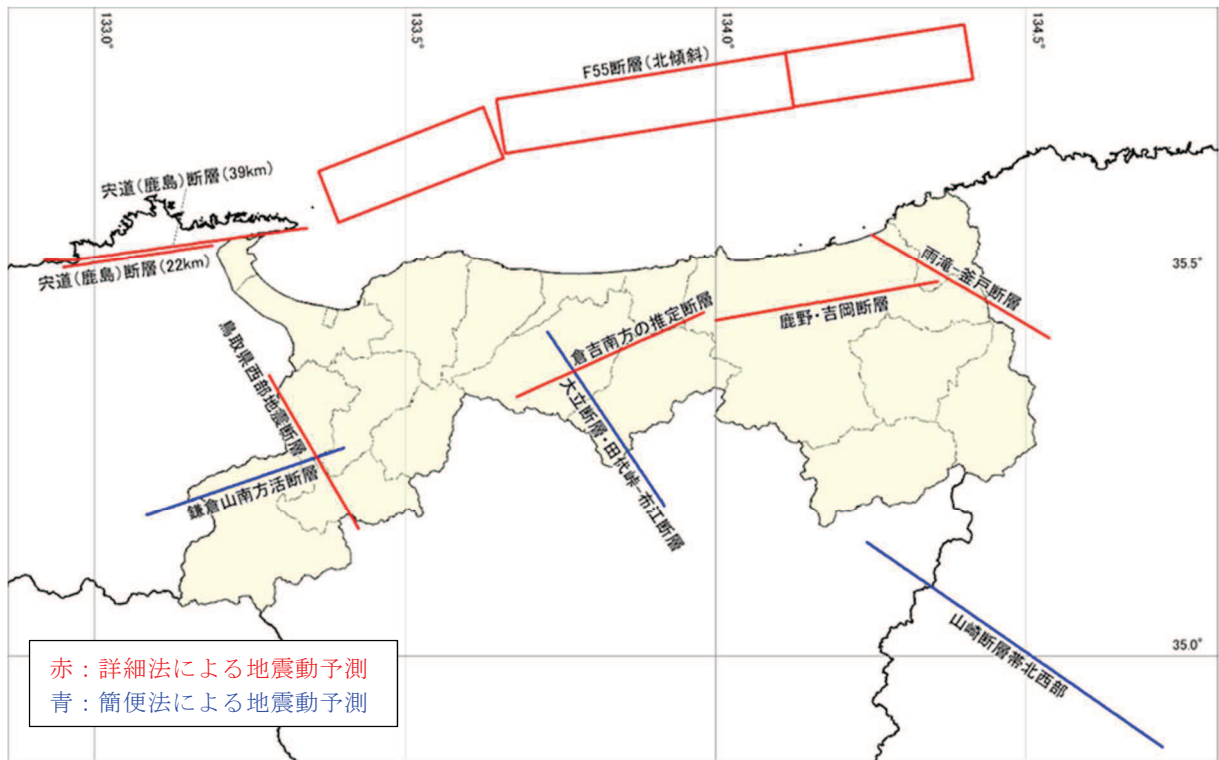 133.0°
133.5°
134.0°
134.5°
F55断層(北傾斜)
宍道(鹿島)断層(39km)
宍道(鹿島)断層(22km)
35.5°
雨滝-釜戸断層
鹿野・吉岡断層
倉吉南方の推定断層
大立断層・田代峠-布江断層
鳥取県西部地震断層
鎌倉山南方活断層
35.0°
山崎断層帯北西部
赤：詳細法による地震動予測
青：簡便法による地震動予測